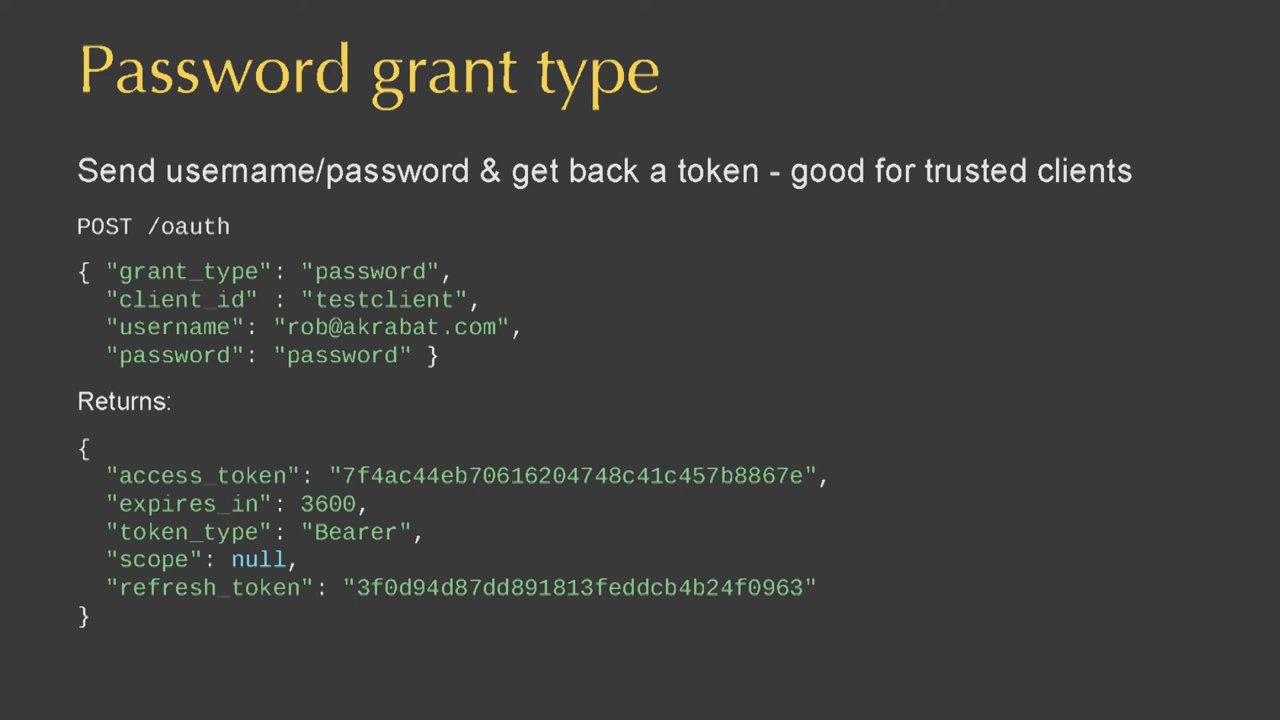 Password grant type
Send username/password & get back a token - good for trusted clients
POST /oauth
{ "grant_type": "password",
"client_id" : "testclient",
"username": "rob@akrabat.com",
"password": "password" }
Returns:
{
"access_token": "7f4ac44eb70616204748c41c457b8867e",
"expires_in": 3600,
"token_type": "Bearer",
"scope": null,
"refresh_token": "3f0d94d87dd891813feddcb4b24f0963"
}